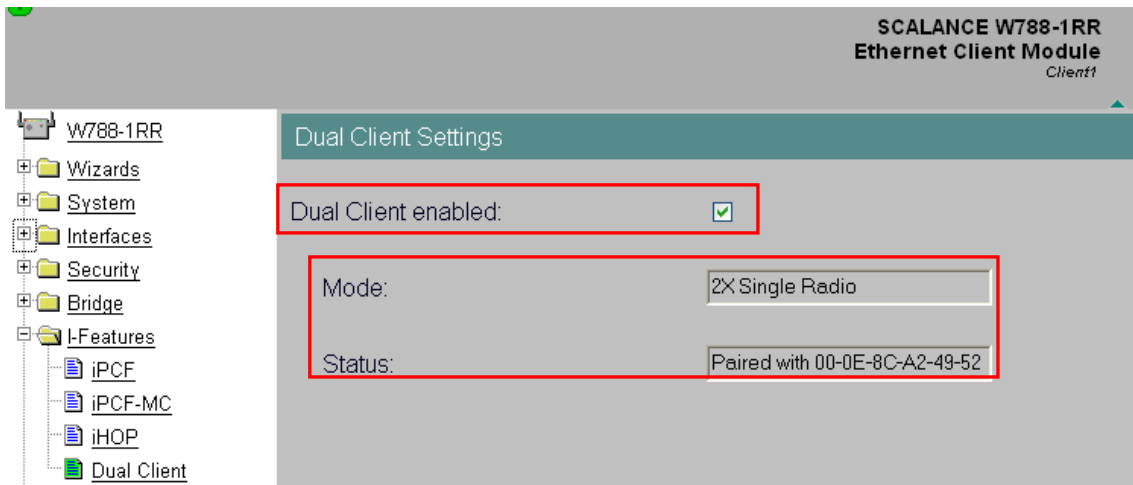 SCALANCE W788-1RR
Ethernet Client Module
Client1
W788-1RR
Wizards
System
Interfaces
Security
Bridge
I-Features
iPCF
iPCF-MC
iHOP
Dual Client
Dual Client Settings
Dual Client enabled:
Mode: 2X Single Radio
Status: Paired with 00-0E-8C-A2-49-52